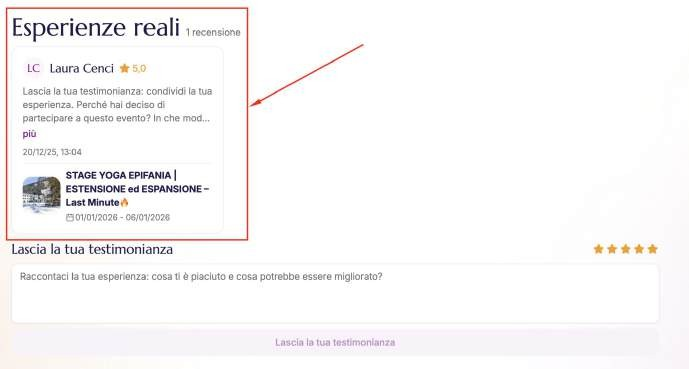 Esperienze reali 1 recensione
LC Laura Cenci 5,0
Lascia la tua testimonianza: condividi la tua
esperienza. Perché hai deciso di
partecipare a questo evento? In che mod...
più
20/12/25, 13:04
STAGE YOGA EPIFANIA |
ESTENSIONE ed ESPANSIONE –
Last Minute🔥
01/01/2026 - 06/01/2026
Lascia la tua testimonianza
Raccontaci la tua esperienza: cosa ti è piaciuto e cosa potrebbe essere migliorato?
Lascia la tua testimonianza